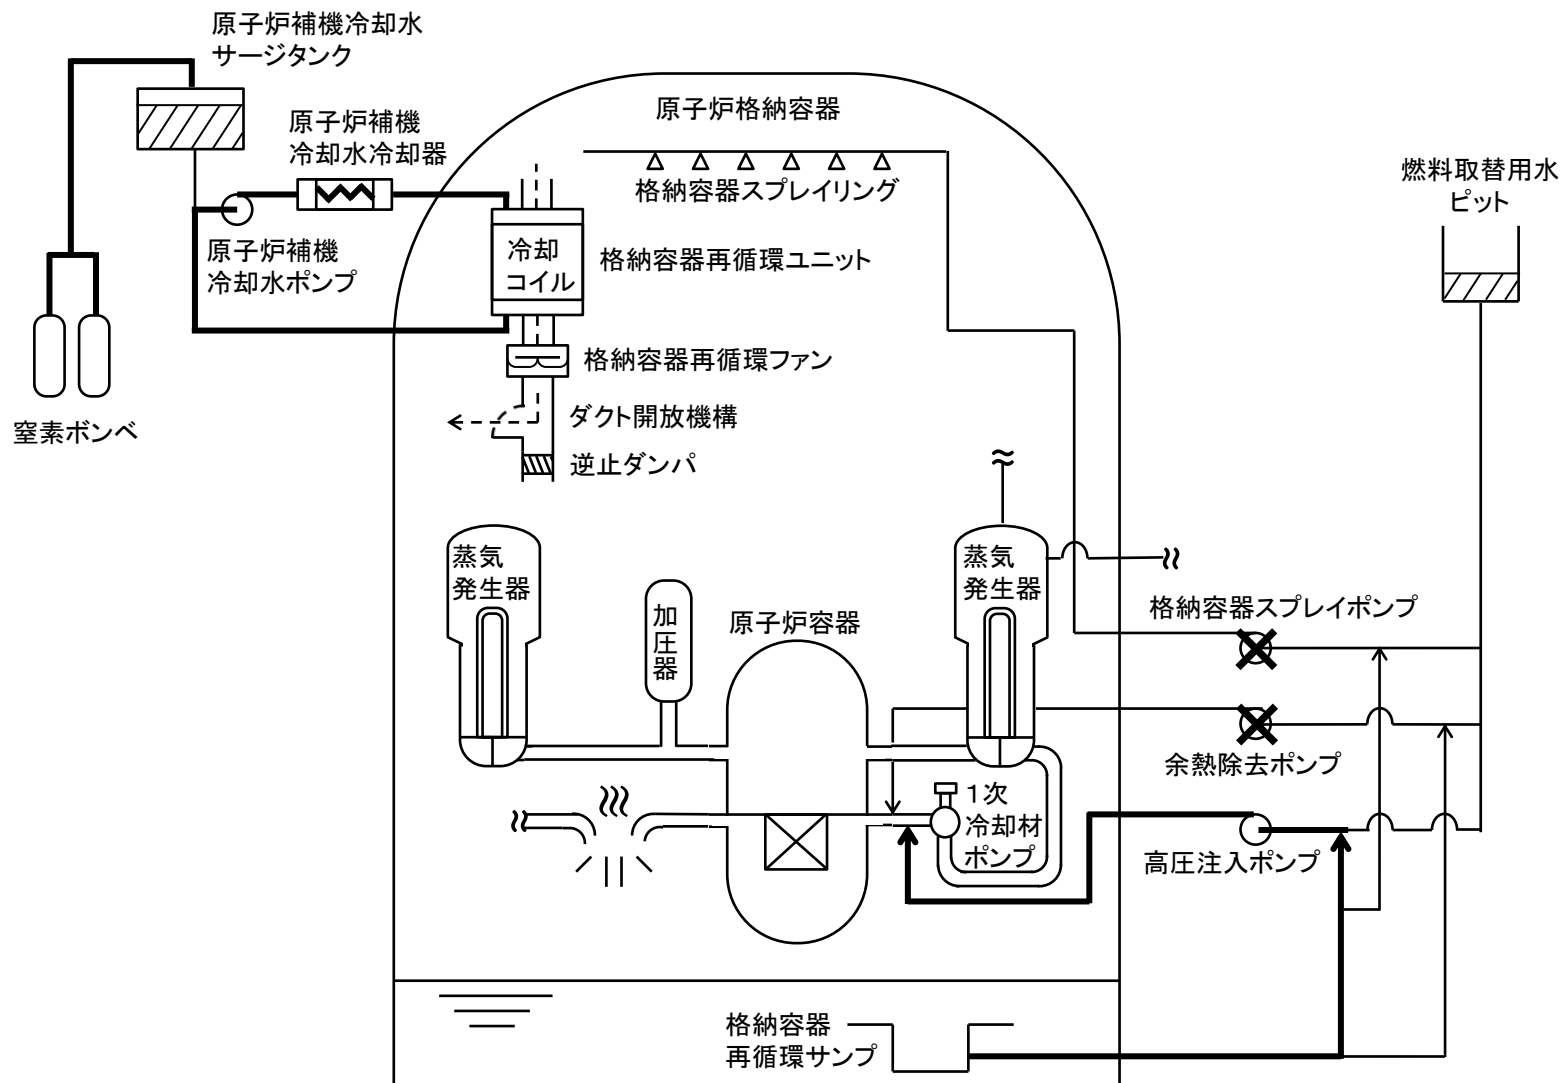 原子炉補機冷却水
サージタンク
原子炉補機
冷却水冷却器
原子炉格納容器
格納容器スプレイリング
燃料取替用水
ピット
原子炉補機
冷却水ポンプ
冷却
コイル
格納容器再循環ユニット
格納容器再循環ファン
窒素ボンベ
ダクト開放機構
逆止ダンパ
蒸気
発生器
加
圧
器
原子炉容器
蒸気
発生器
格納容器スプレイポンプ
余熱除去ポンプ
1次
冷却材
ポンプ
高圧注入ポンプ
格納容器
再循環サンプ